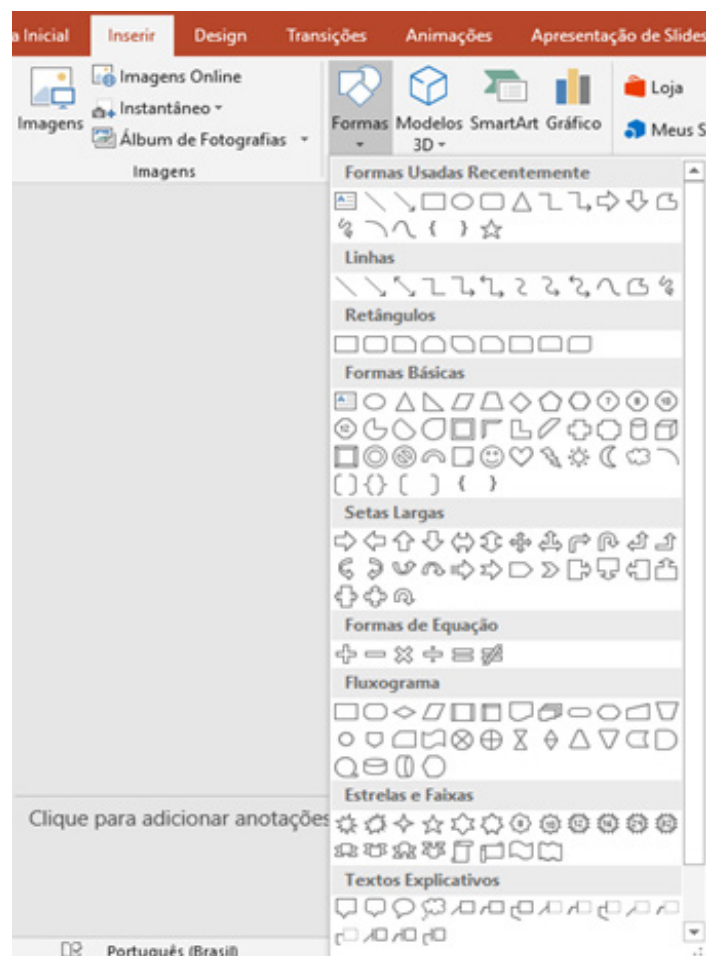 a Inicial Inserir Design Transições Animações Apresentação de Slides
Imagens
Imagens Online
Instantâneo
Álbum de Fotografias
Imagens
Formas
Modelos 3D
SmartArt
Gráfico
Loja
Meus S
Formas Usadas Recentemente
Linhas
Retângulos
Formas Básicas
Setas Largas
Formas de Equação
Fluxograma
Estrelas e Faixas
Textos Explicativos
Clique para adicionar anotações
Português (Brasil)